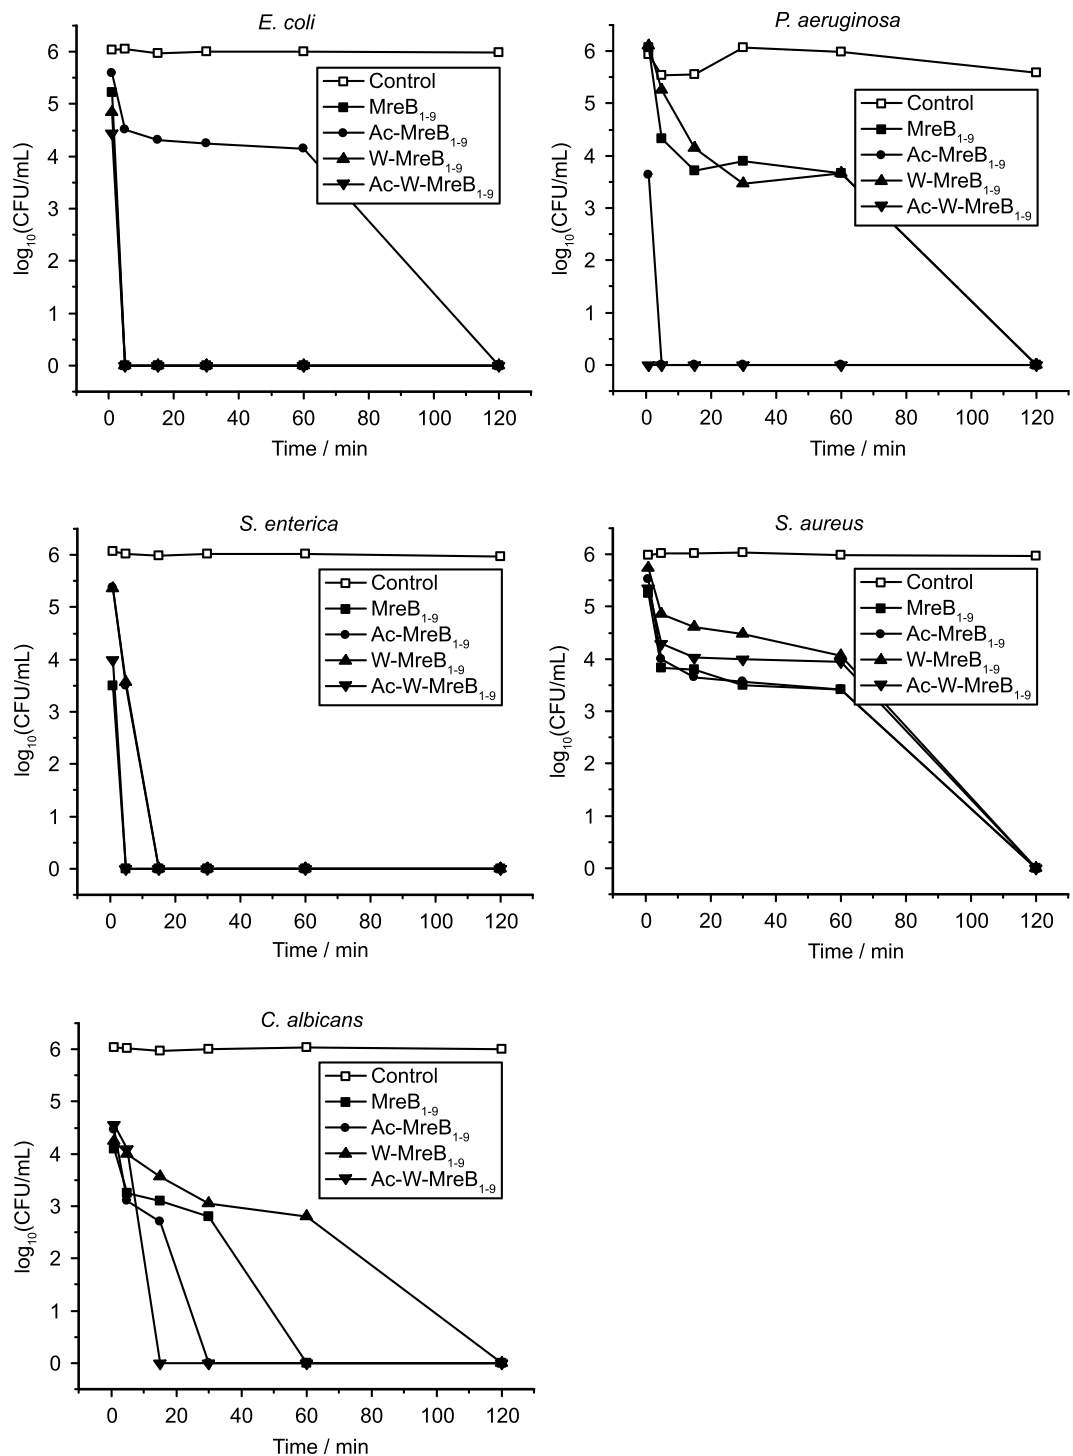 E. coli
log10(CFU/mL)
6
5
4
3
2
1
0
Control
MreB1-9
Ac-MreB1-9
W-MreB1-9
Ac-W-MreB1-9
0 20 40 60 80 100 120
Time / min
P. aeruginosa
log10(CFU/mL)
6
5
4
3
2
1
0
Control
MreB1-9
Ac-MreB1-9
W-MreB1-9
Ac-W-MreB1-9
0 20 40 60 80 100 120
Time / min
S. enterica
log10(CFU/mL)
6
5
4
3
2
1
0
Control
MreB1-9
Ac-MreB1-9
W-MreB1-9
Ac-W-MreB1-9
0 20 40 60 80 100 120
Time / min
S. aureus
log10(CFU/mL)
6
5
4
3
2
1
0
Control
MreB1-9
Ac-MreB1-9
W-MreB1-9
Ac-W-MreB1-9
0 20 40 60 80 100 120
Time / min
C. albicans
log10(CFU/mL)
6
5
4
3
2
1
0
Control
MreB1-9
Ac-MreB1-9
W-MreB1-9
Ac-W-MreB1-9
0 20 40 60 80 100 120
Time / min